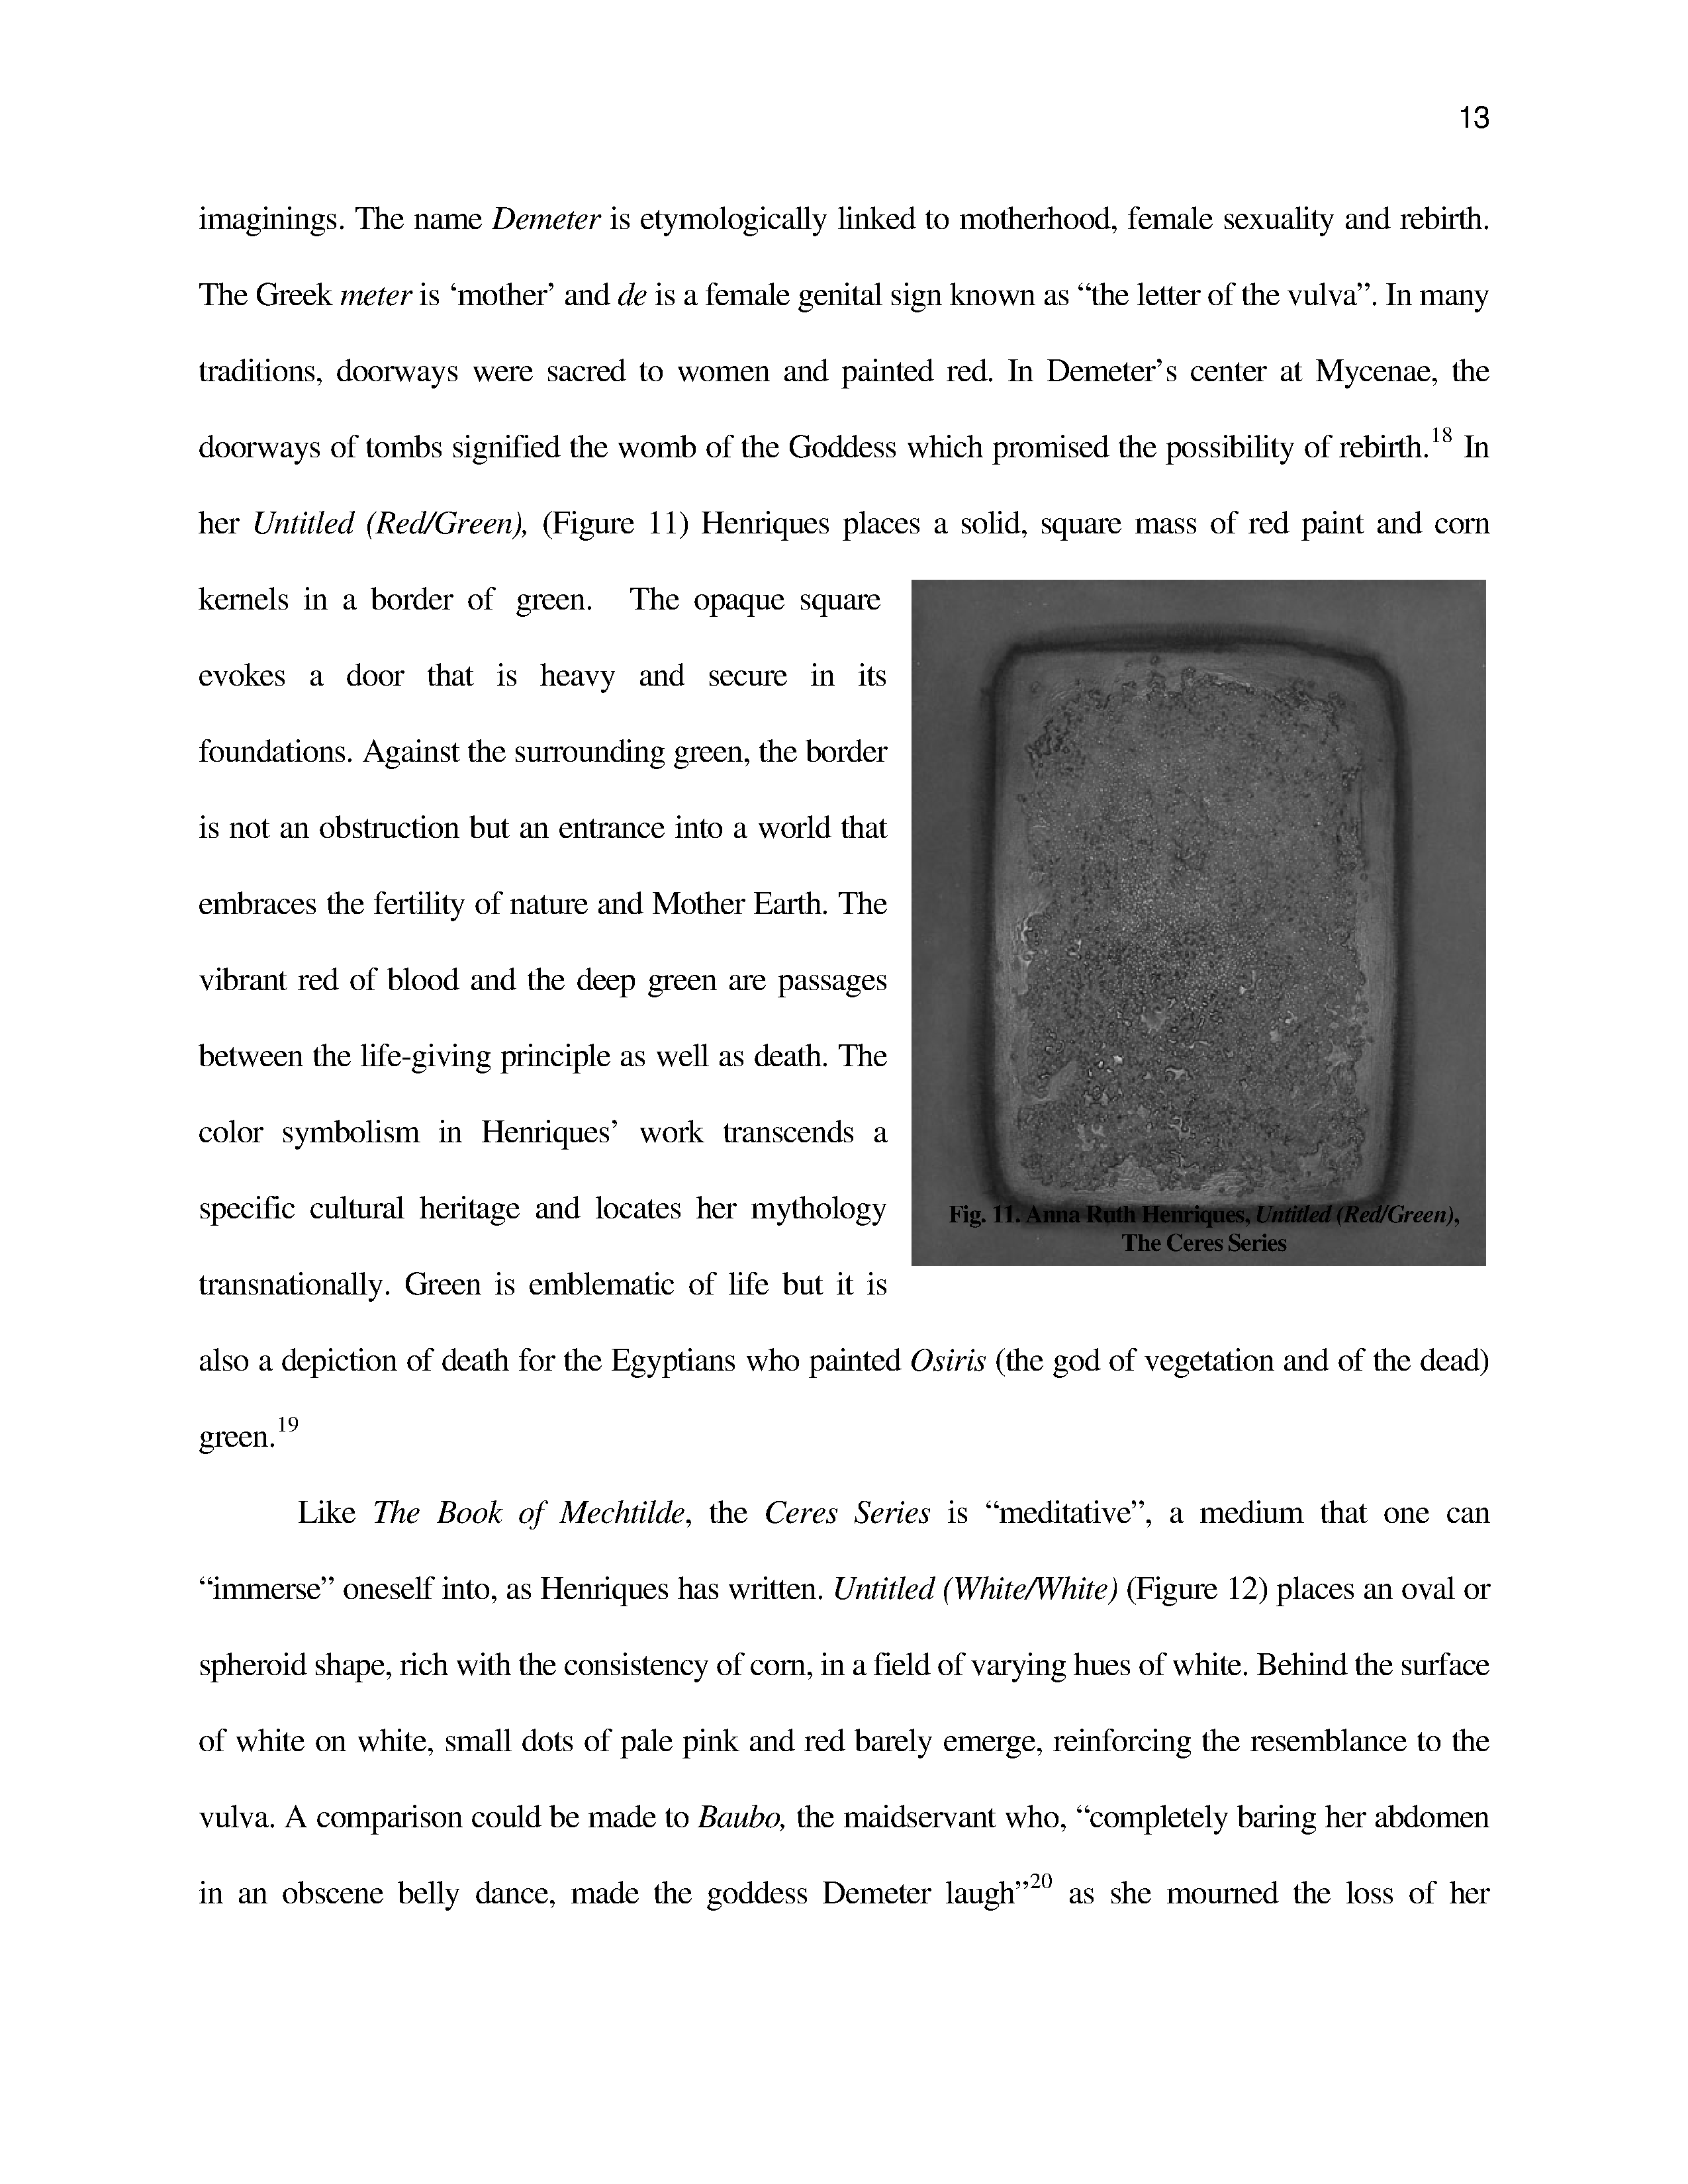 13
imaginings. The name Demeter is etymologically linked to motherhood, female sexuality and rebirth.
The Greek meter is ‘mother’ and de is a female genital sign known as “the letter of the vulva”. In many
traditions, doorways were sacred to women and painted red. In Demeter’s center at Mycenae, the
doorways of tombs signified the womb of the Goddess which promised the possibility of rebirth.18 In
her Untitled (Red/Green), (Figure 11) Henriques places a solid, square mass of red paint and corn
kernels in a border of green. The opaque square
evokes a door that is heavy and secure in its
foundations. Against the surrounding green, the border
is not an obstruction but an entrance into a world that
embraces the fertility of nature and Mother Earth. The
vibrant red of blood and the deep green are passages
between the life-giving principle as well as death. The
color symbolism in Henriques’ work transcends a
specific cultural heritage and locates her mythology
transnationally. Green is emblematic of life but it is
Fig. 11. Anna Ruth Henriques, Untitled (Red/Green),
The Ceres Series
also a depiction of death for the Egyptians who painted Osiris (the god of vegetation and of the dead)
green.19
Like The Book of Mechtilde, the Ceres Series is “meditative”, a medium that one can
“immerse” oneself into, as Henriques has written. Untitled (White/White) (Figure 12) places an oval or
spheroid shape, rich with the consistency of corn, in a field of varying hues of white. Behind the surface
of white on white, small dots of pale pink and red barely emerge, reinforcing the resemblance to the
vulva. A comparison could be made to Baubo, the maidservant who, “completely baring her abdomen
in an obscene belly dance, made the goddess Demeter laugh”20 as she mourned the loss of her